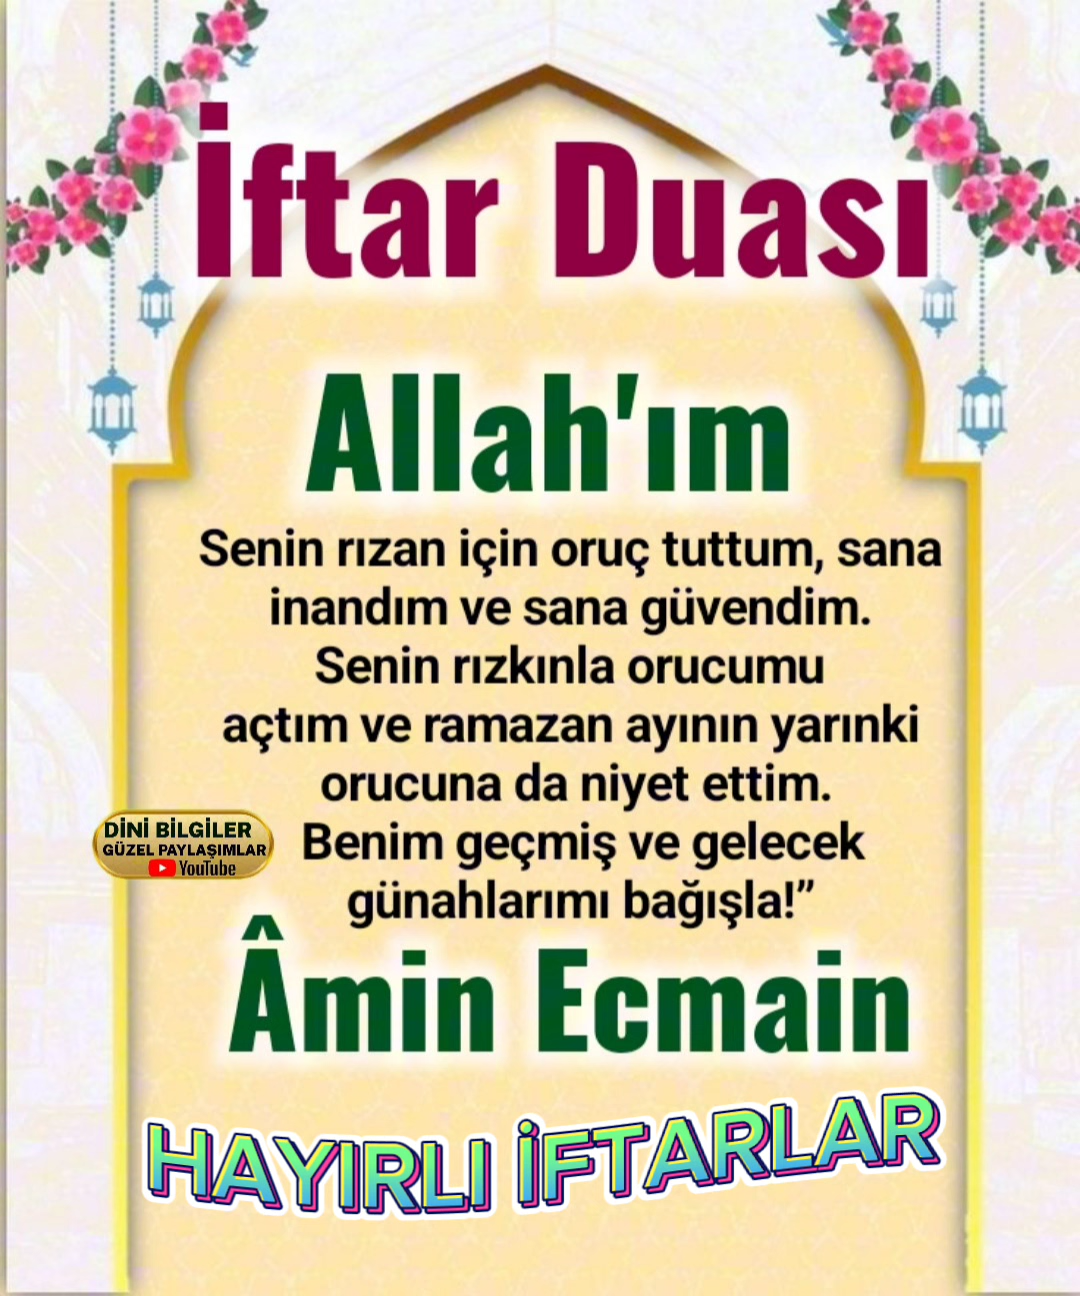 İftar Duası
Allah'ım
Senin rızan için oruç tuttum, sana
inandım ve sana güvendim.
Senin rızkınla orucumu
açtım ve ramazan ayının yarınki
orucuna da niyet ettim.
Benim geçmiş ve gelecek
günahlarımı bağışla!”
DİNİ BİLGİLER
GÜZEL PAYLAŞIMLAR
YouTube
Âmin Ecmain
HAYIRLI İFTARLAR